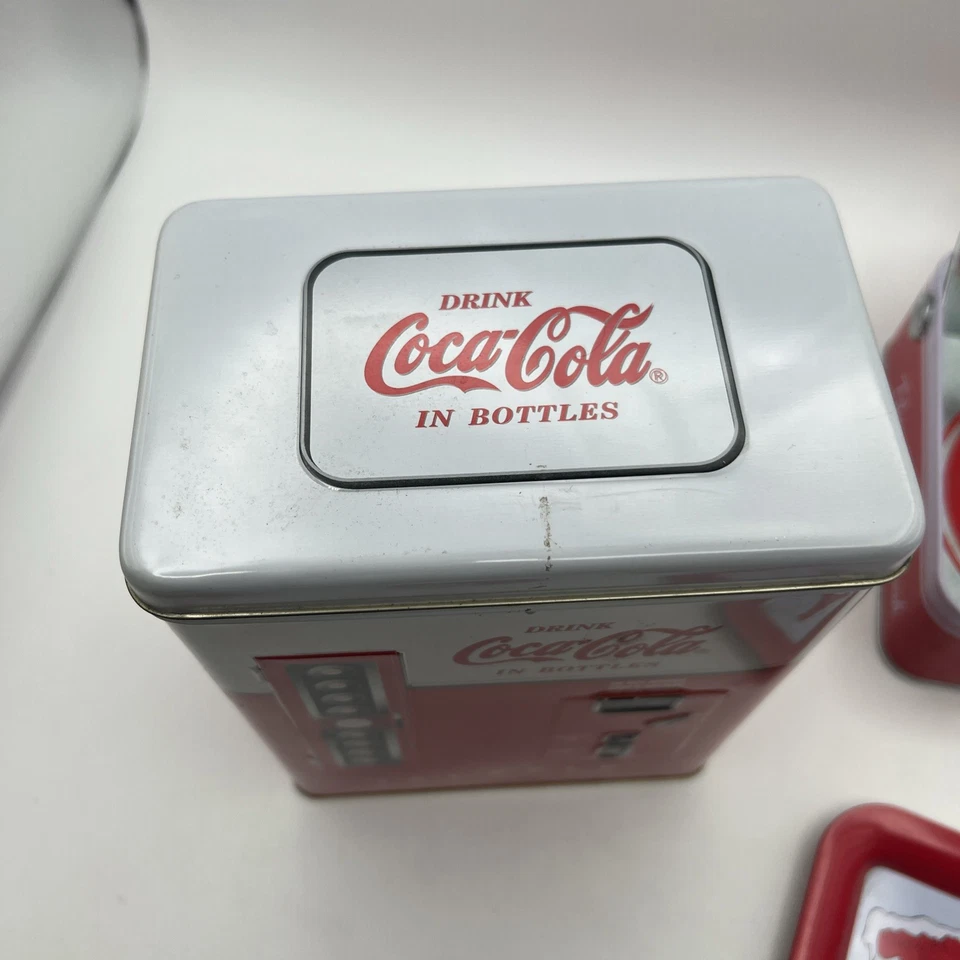 DRINK
Coca-Cola®
IN BOTTLES
DRINK
Coca-Cola
IN BOTTLES